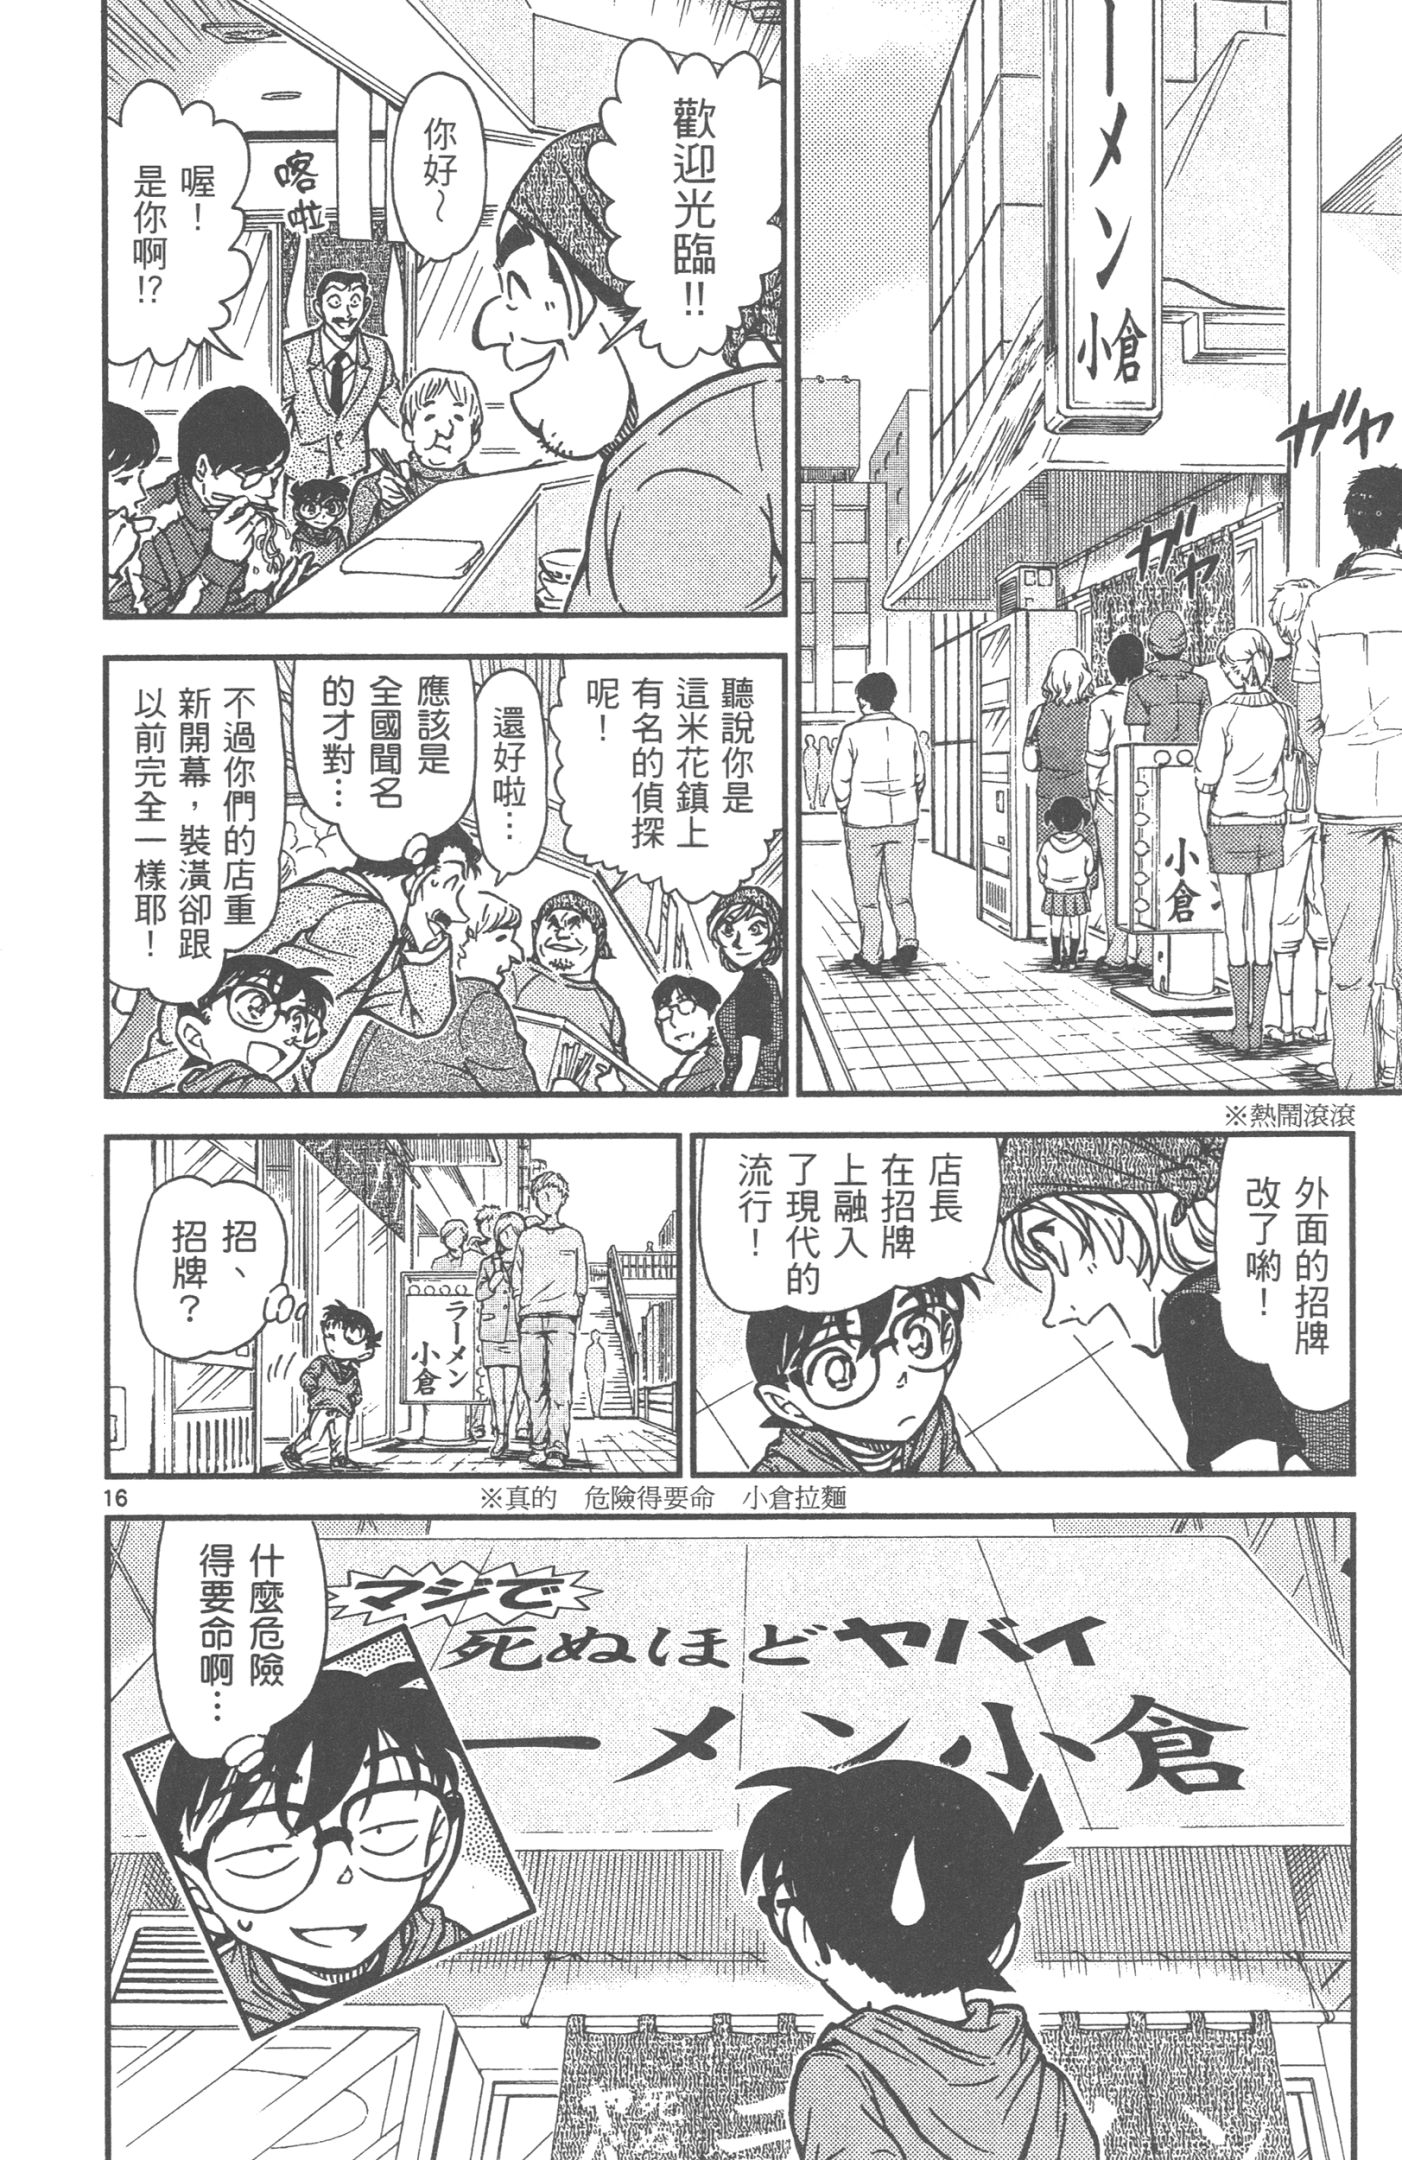 ーメン小倉
ガヤ
ガヤ
小倉
ン
※熱鬧滾滾
歡迎光臨!!
你好～
喀啦
喔！
是你啊!?
聽說你是
這米花鎮上
有名的偵探
呢！
還好啦…
應該是
全國聞名
的才對…
不過你們的店重
新開幕，裝潢卻跟
以前完全一樣耶！
外面的招牌
改了喲！
店長
在招牌
上融入
了現代的
流行！
招、
招牌？
ラーメン
小倉
16
※真的　危險得要命　小倉拉麵
マジで
死ぬほどヤバイ
ーメン小倉
什麼危險
得要命啊…